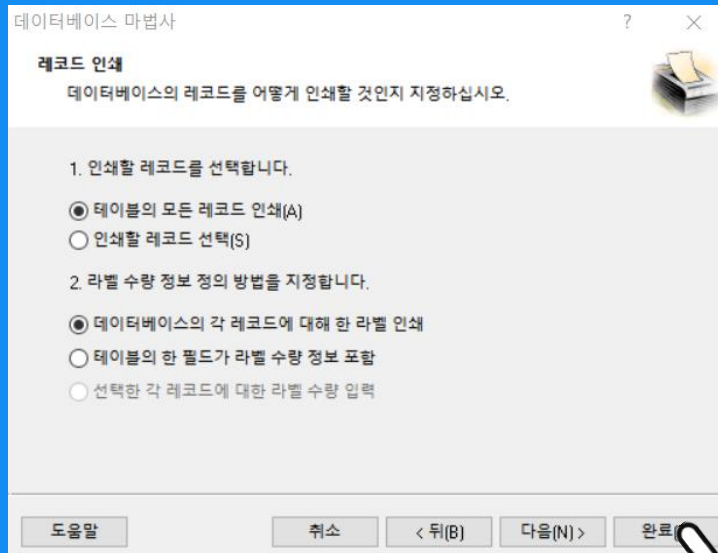 데이터베이스 마법사 ?
레코드 인쇄
데이터베이스의 레코드를 어떻게 인쇄할 것인지 지정하십시오.
1. 인쇄할 레코드를 선택합니다.
테이블의 모든 레코드 인쇄(A)
인쇄할 레코드 선택(S)
2. 라벨 수량 정보 정의 방법을 지정합니다.
데이터베이스의 각 레코드에 대해 한 라벨 인쇄
테이블의 한 필드가 라벨 수량 정보 포함
선택한 각 레코드에 대한 라벨 수량 입력
도움말 취소 < 뒤(B) 다음(N) > 완료